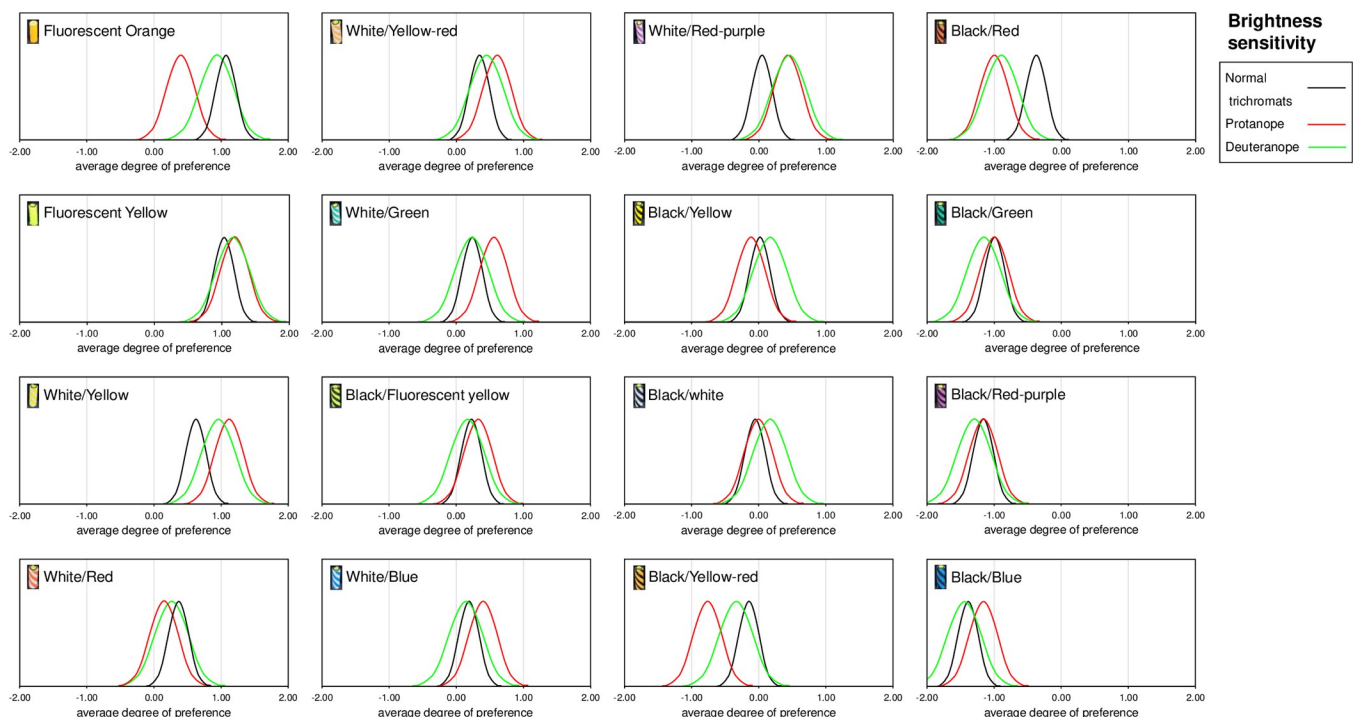 Fluorescent Orange
-2.00 -1.00 0.00 1.00 2.00
average degree of preference
White/Yellow-red
-2.00 -1.00 0.00 1.00 2.00
average degree of preference
White/Red-purple
-2.00 -1.00 0.00 1.00 2.00
average degree of preference
Black/Red
-2.00 -1.00 0.00 1.00 2.00
average degree of preference
Brightness
sensitivity
Normal
trichromats
Protanope
Deuteranope
Fluorescent Yellow
-2.00 -1.00 0.00 1.00 2.00
average degree of preference
White/Green
-2.00 -1.00 0.00 1.00 2.00
average degree of preference
Black/Yellow
-2.00 -1.00 0.00 1.00 2.00
average degree of preference
Black/Green
-2.00 -1.00 0.00 1.00 2.00
average degree of preference
White/Yellow
-2.00 -1.00 0.00 1.00 2.00
average degree of preference
Black/Fluorescent yellow
-2.00 -1.00 0.00 1.00 2.00
average degree of preference
Black/white
-2.00 -1.00 0.00 1.00 2.00
average degree of preference
Black/Red-purple
-2.00 -1.00 0.00 1.00 2.00
average degree of preference
White/Red
-2.00 -1.00 0.00 1.00 2.00
average degree of preference
White/Blue
-2.00 -1.00 0.00 1.00 2.00
average degree of preference
Black/Yellow-red
-2.00 -1.00 0.00 1.00 2.00
average degree of preference
Black/Blue
-2.00 -1.00 0.00 1.00 2.00
average degree of preference